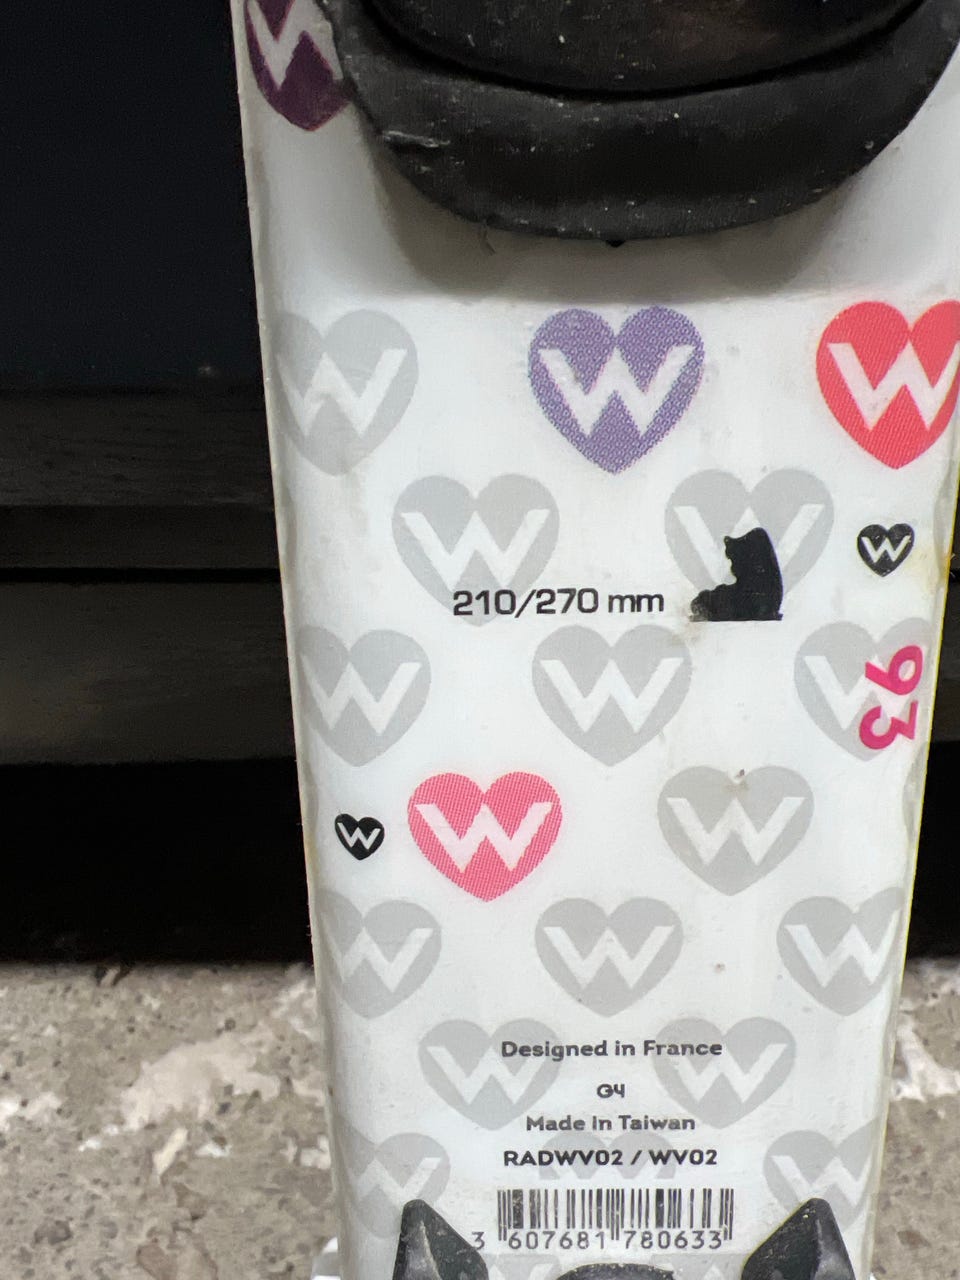 W
W W W
W W W
210/270 mm
W W W
93
W W W
W W W
W W
Designed in France
G4
Made in Taiwan
RADWV02 / WV02
W W
3 607681 780633